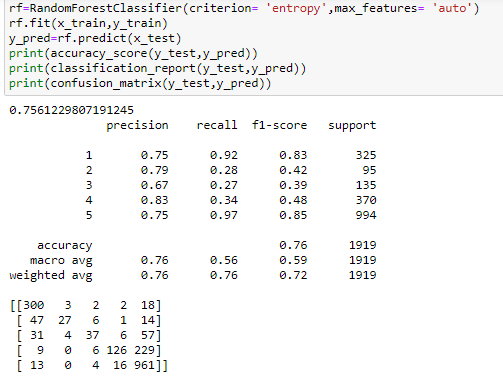 rf=RandomForestClassifier(criterion= 'entropy',max_features= 'auto')
rf.fit(x_train,y_train)
y_pred=rf.predict(x_test)
print(accuracy_score(y_test,y_pred))
print(classification_report(y_test,y_pred))
print(confusion_matrix(y_test,y_pred))
0.7561229807191245
precision recall f1-score support
1 0.75 0.92 0.83 325
2 0.79 0.28 0.42 95
3 0.67 0.27 0.39 135
4 0.83 0.34 0.48 370
5 0.75 0.97 0.85 994
accuracy 0.76 1919
macro avg 0.76 0.56 0.59 1919
weighted avg 0.76 0.76 0.72 1919
[[300 3 2 2 18]
[ 47 27 6 1 14]
[ 31 4 37 6 57]
[ 9 0 6 126 229]
[ 13 0 4 16 961]]